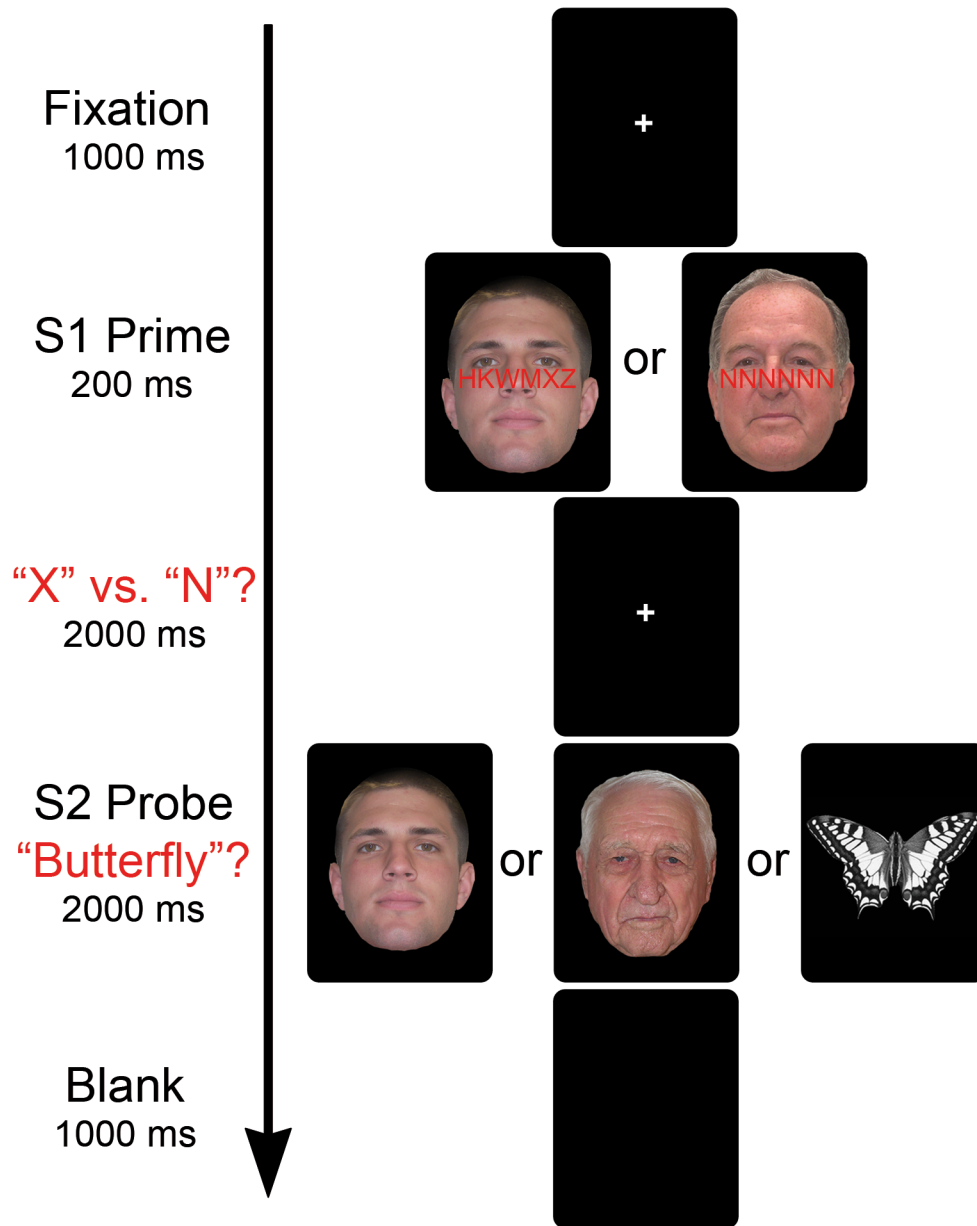 Fixation
1000 ms
+
S1 Prime
200 ms
HKWMXZ
or
NNNNNN
“X” vs. “N”?
2000 ms
+
S2 Probe
“Butterfly”?
2000 ms
or
or
Blank
1000 ms